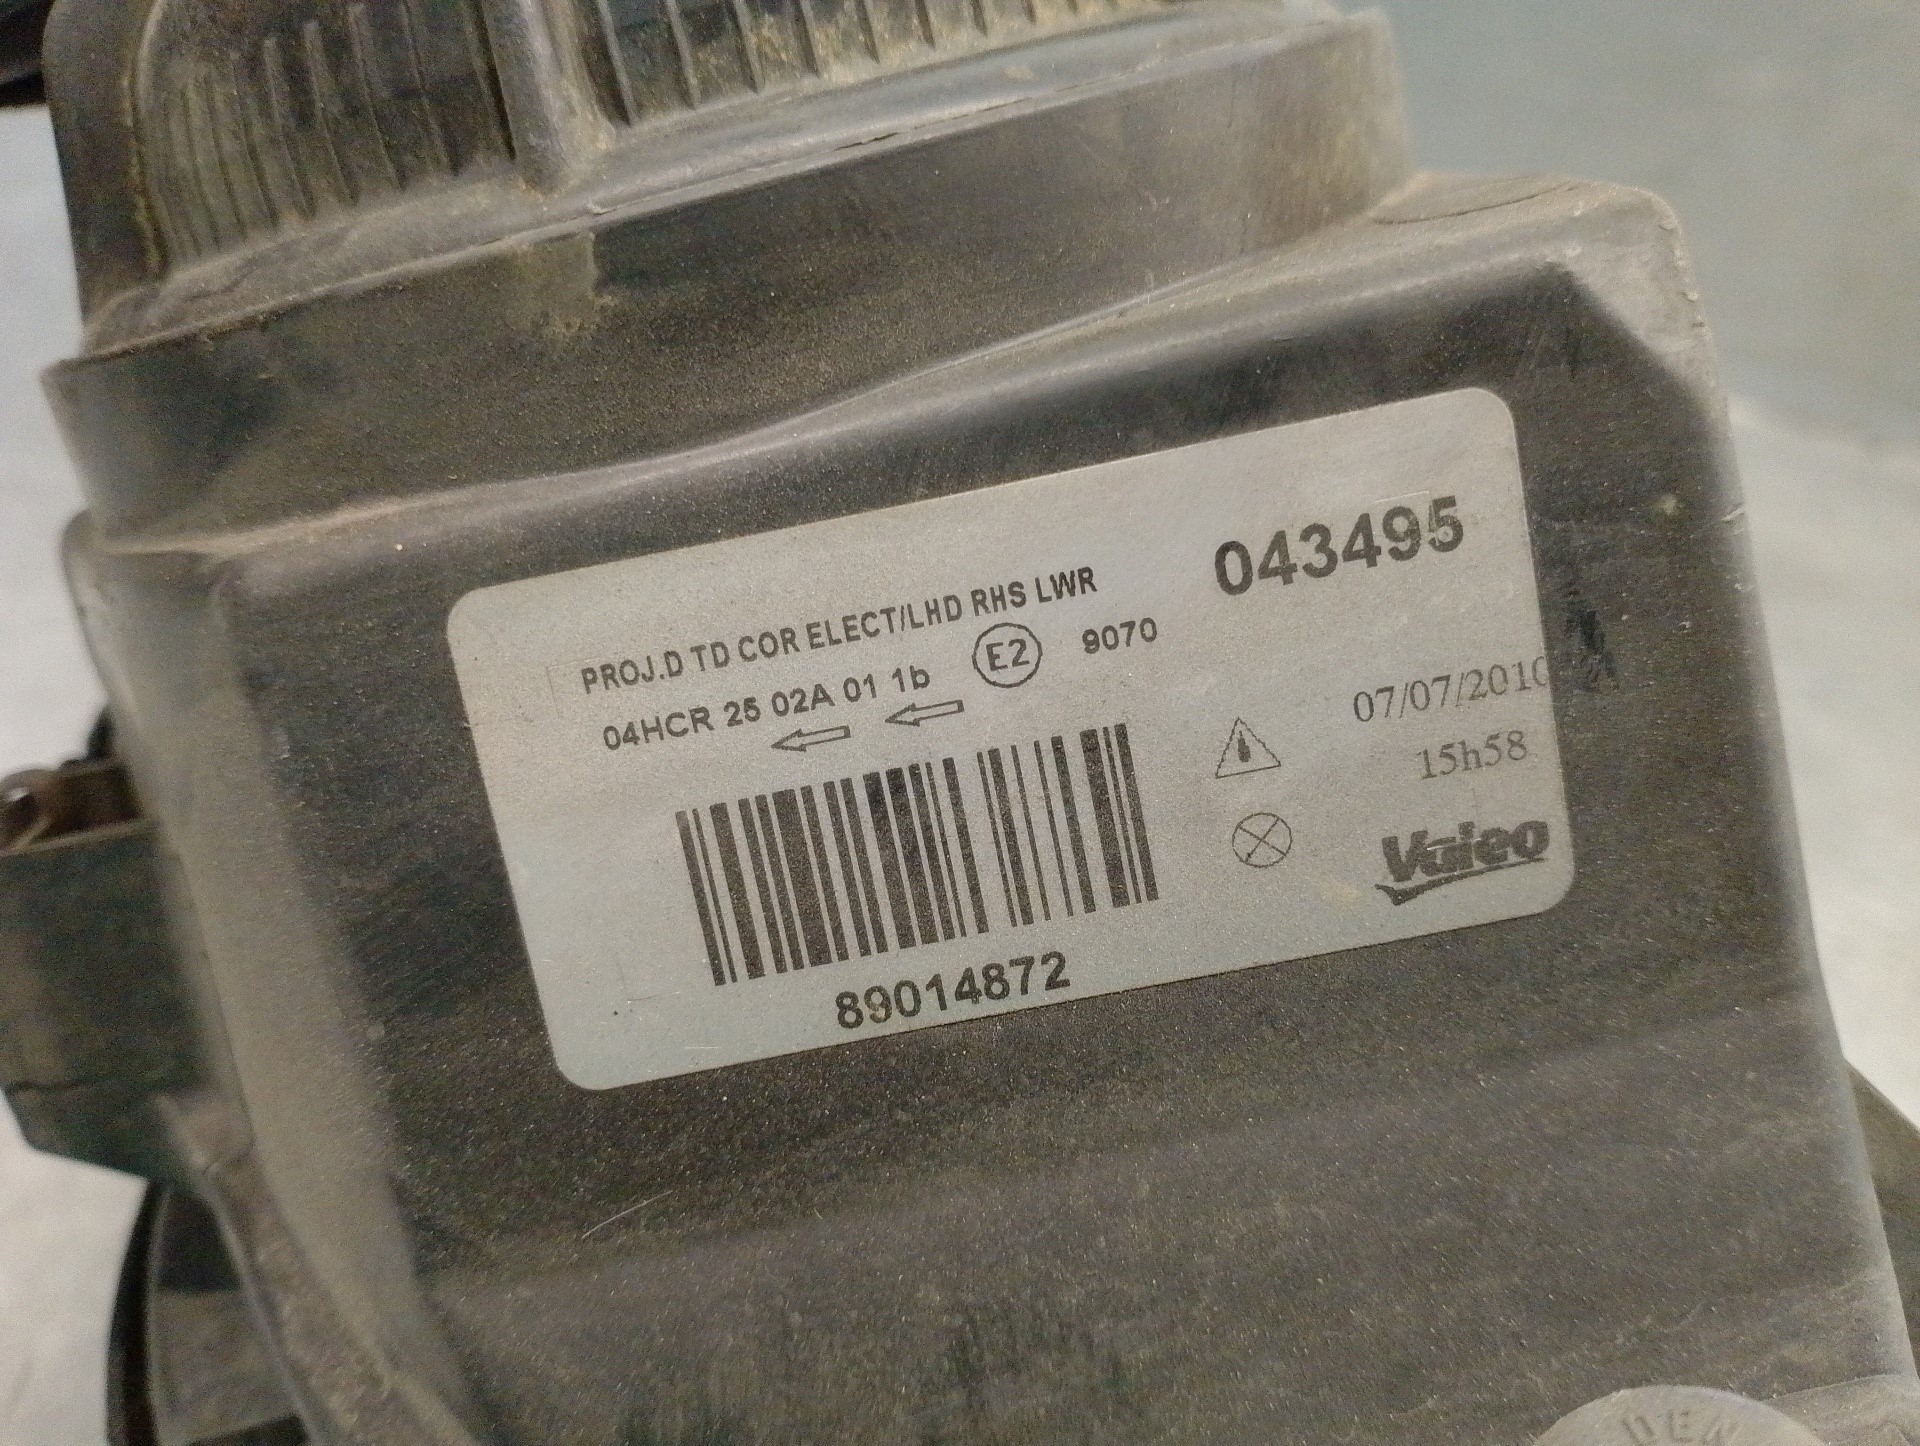 043495
PROJ.D TD COR ELECT/LHD RHS LWR
04HCR 25 02A 01 1b E2 9070
07/07/2010
15h58
Valeo
89014872